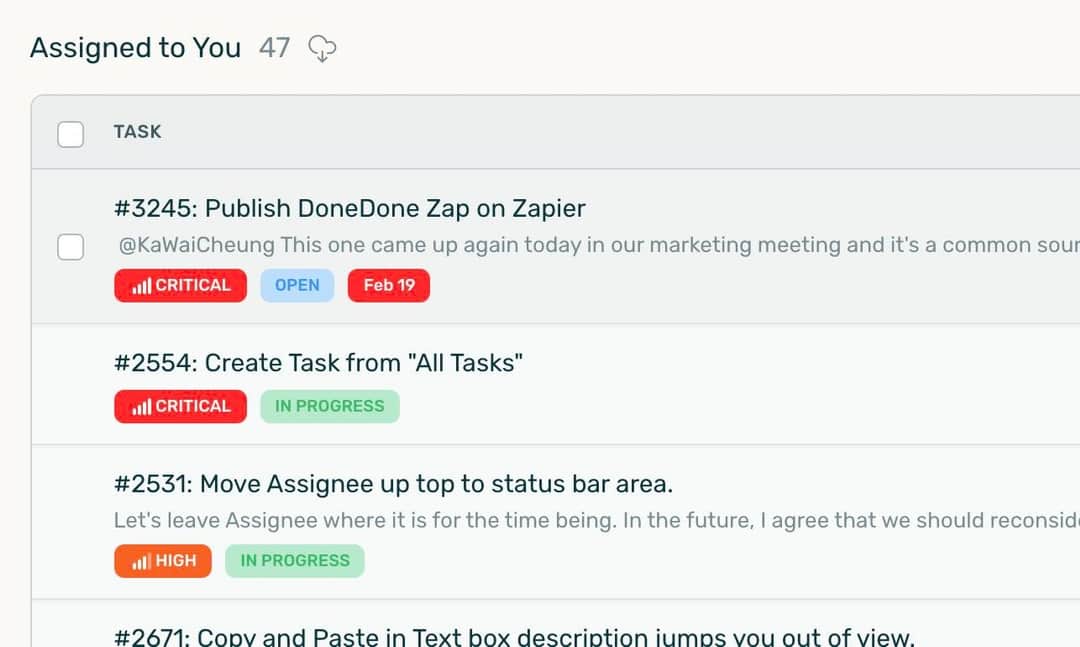 Assigned to You 47
TASK
#3245: Publish DoneDone Zap on Zapier
@KaWaiCheung This one came up again today in our marketing meeting and it's a common
CRITICAL OPEN Feb 19
#2554: Create Task from "All Tasks"
CRITICAL IN PROGRESS
#2531: Move Assignee up top to status bar area.
Let's leave Assignee where it is for the time being. In the future, I agree that we should
HIGH IN PROGRESS
#2671: Copy and Paste in Text box description jumps you out of view.